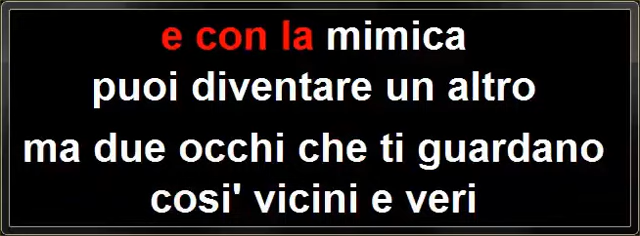 e con la mimica
puoi diventare un altro
ma due occhi che ti guardano
cosi' vicini e veri